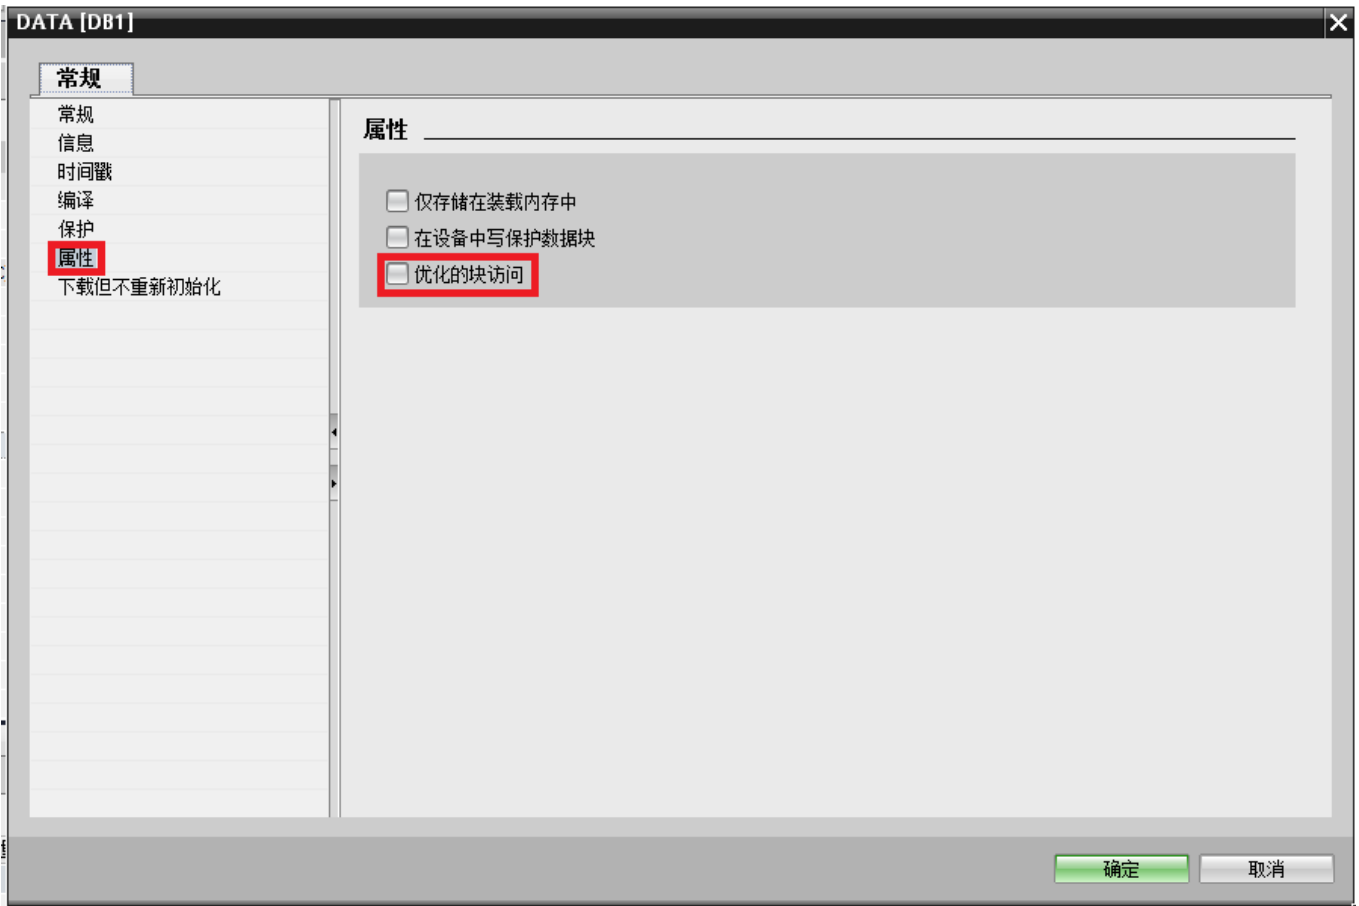 DATA [DB1]
常规
常规
信息
时间戳
编译
保护
属性
下载但不重新初始化
属性
仅存储在装载内存中
在设备中写保护数据块
优化的块访问
确定
取消